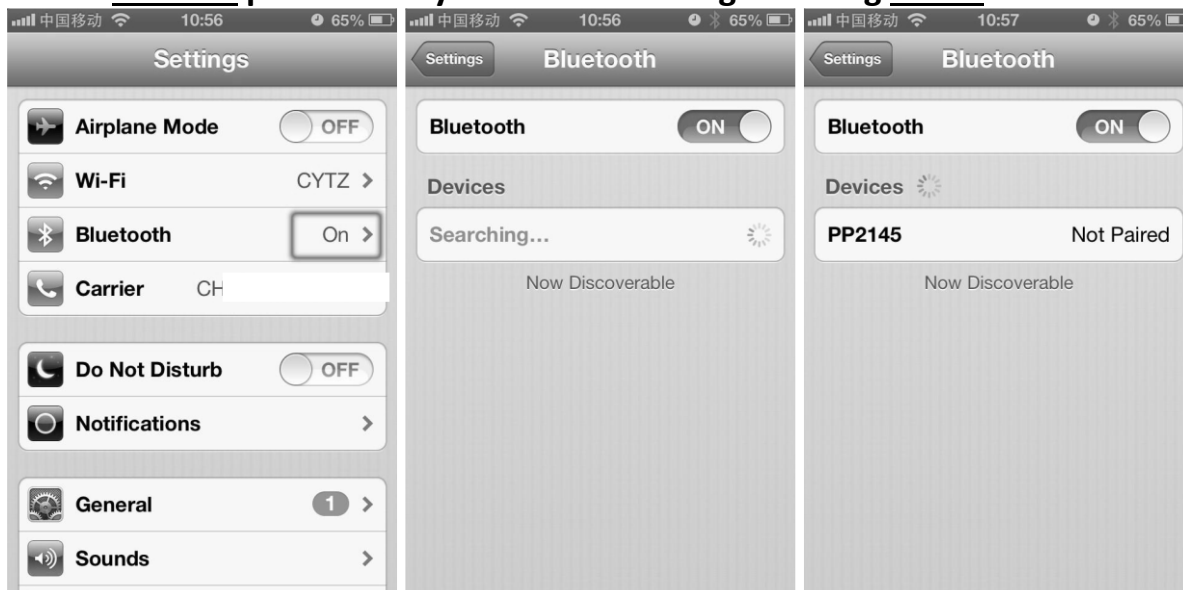 中国移动 10:56 65%
Settings
Airplane Mode OFF
Wi-Fi CYTZ
Bluetooth On
Carrier CH
Do Not Disturb OFF
Notifications
General 1
Sounds
中国移动 10:56 65%
Settings Bluetooth
Bluetooth ON
Devices
Searching...
Now Discoverable
中国移动 10:57 65%
Settings Bluetooth
Bluetooth ON
Devices
PP2145 Not Paired
Now Discoverable